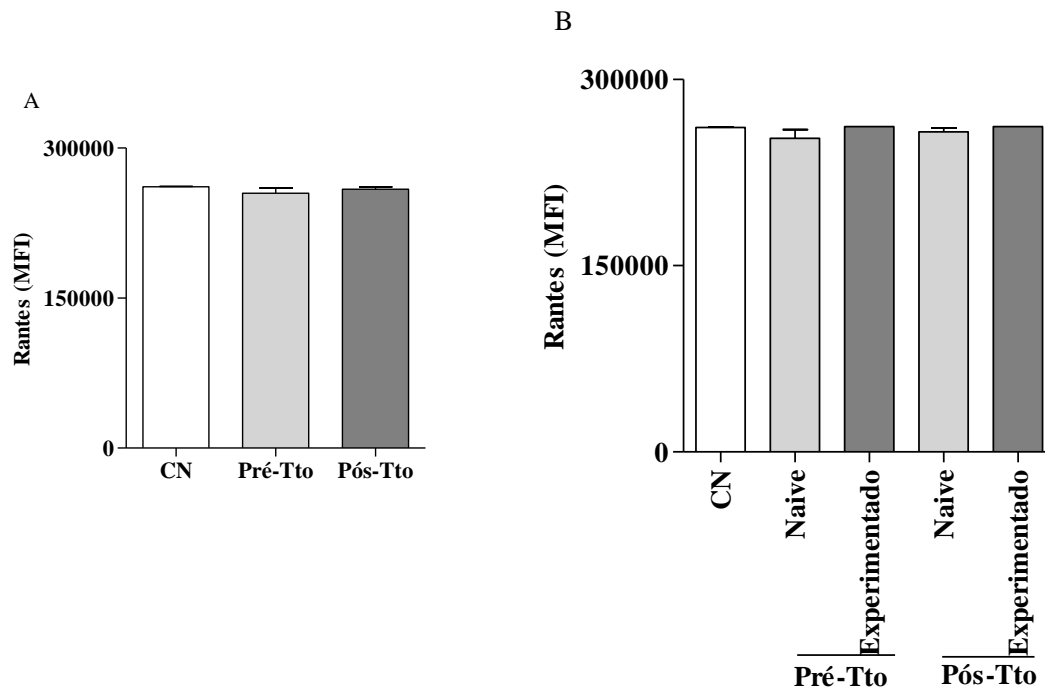 A
Rantes (MFI)
300000
150000
0
CN Pré-Tto Pós-Tto
B
Rantes (MFI)
300000
150000
0
CN
Naive
Experimentado
Naive
Experimentado
Pré-Tto Pós-Tto